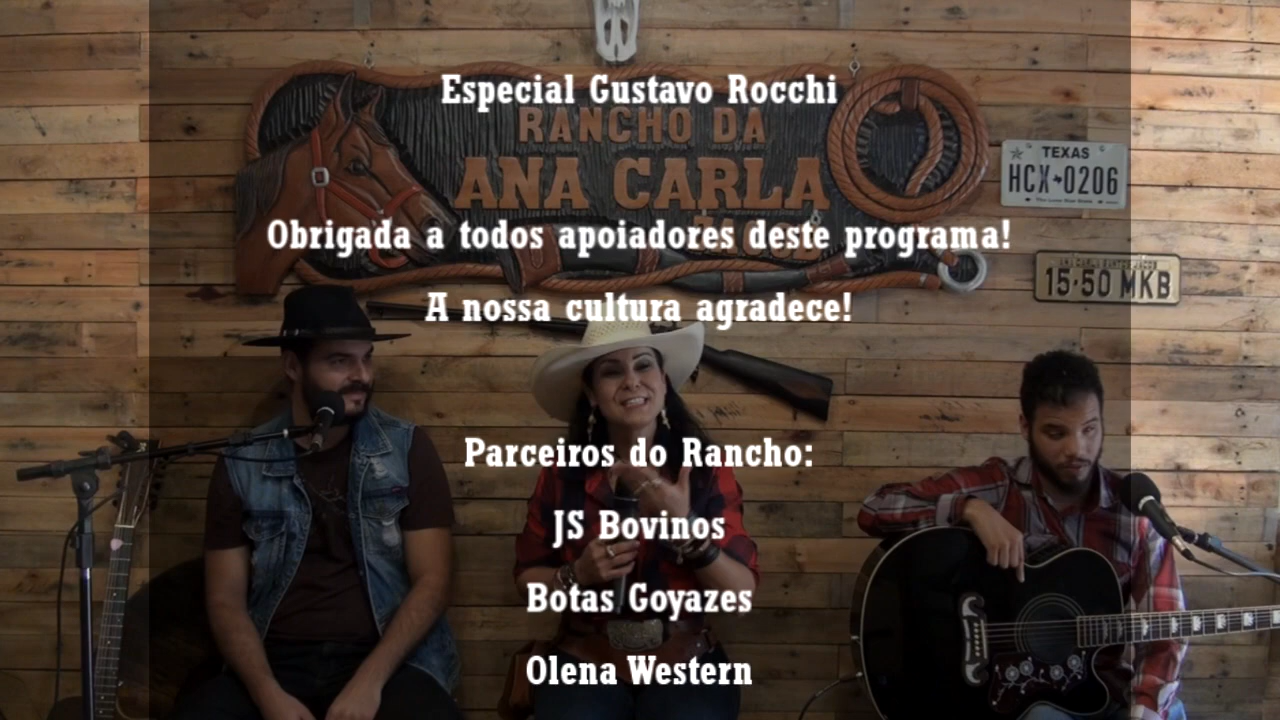 Especial Gustavo Rocchi
RANCHO DA
ANA CARLA
Obrigada a todos apoiadores deste programa!
A nossa cultura agradece!
TEXAS
HCX 0206
15·50 MKB
Parceiros do Rancho:
JS Bovinos
Botas Goyazes
Olena Western